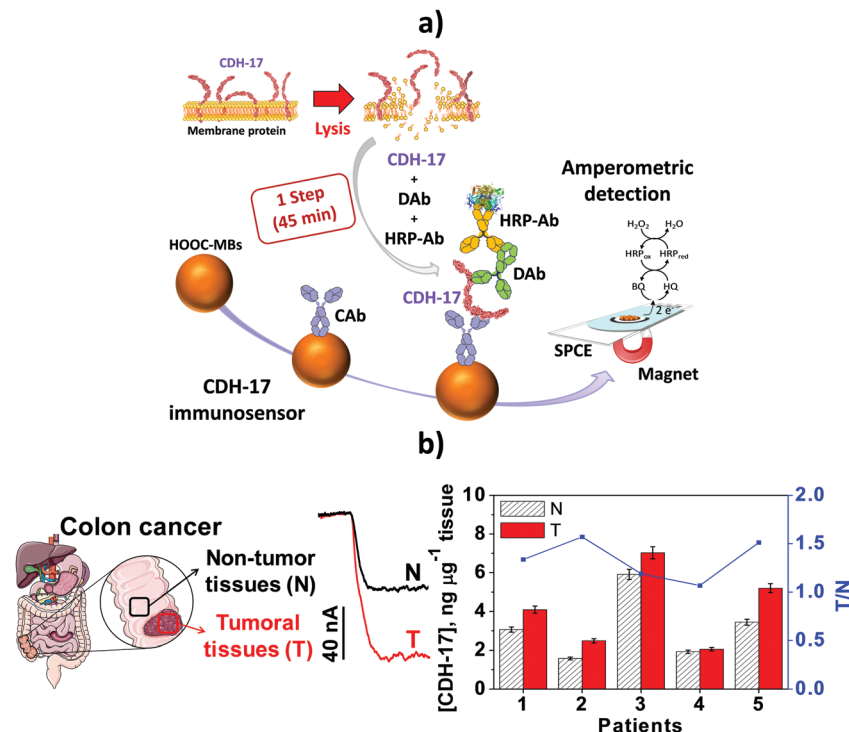 a)
CDH-17
Membrane protein
Lysis
CDH-17
+
DAb
+
HRP-Ab
1 Step
(45 min)
HOOC-MBs
CAb
CDH-17
immunosensor
HRP-Ab
DAb
CDH-17
Amperometric
detection
H₂O₂
H₂O
HRPₒₓ
HRP_red
BQ
HQ
2 e⁻
SPCE
Magnet
b)
Colon cancer
Non-tumor
tissues (N)
Tumoral
tissues (T)
40 nA
N
T
[CDH-17], ng µg⁻¹ tissue
10
8
6
4
2
0
N
T
2.0
1.5
1.0
0.5
0.0
T/N
1 2 3 4 5
Patients